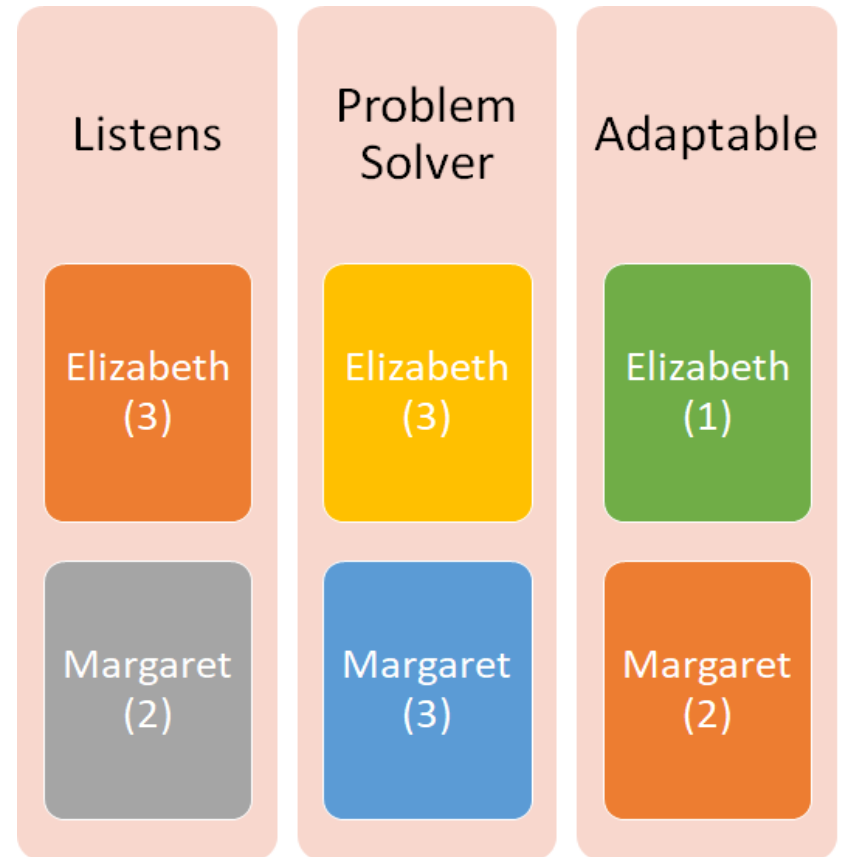 Listens
Elizabeth
(3)
Margaret
(2)
Problem
Solver
Elizabeth
(3)
Margaret
(3)
Adaptable
Elizabeth
(1)
Margaret
(2)